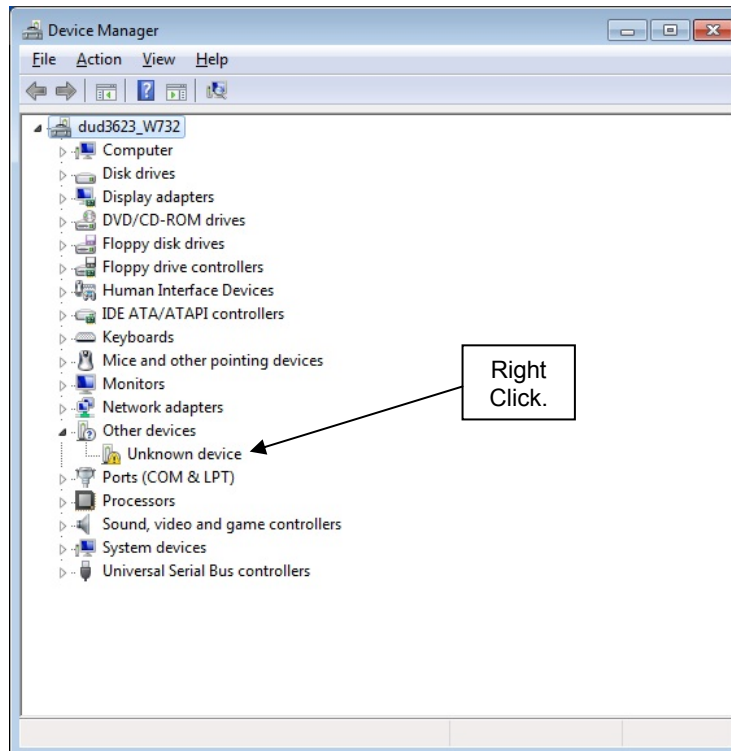 Device Manager
File Action View Help
dud3623_W732
Computer
Disk drives
Display adapters
DVD/CD-ROM drives
Floppy disk drives
Floppy drive controllers
Human Interface Devices
IDE ATA/ATAPI controllers
Keyboards
Mice and other pointing devices
Monitors
Network adapters
Other devices
Unknown device
Ports (COM & LPT)
Processors
Sound, video and game controllers
System devices
Universal Serial Bus controllers
Right
Click.